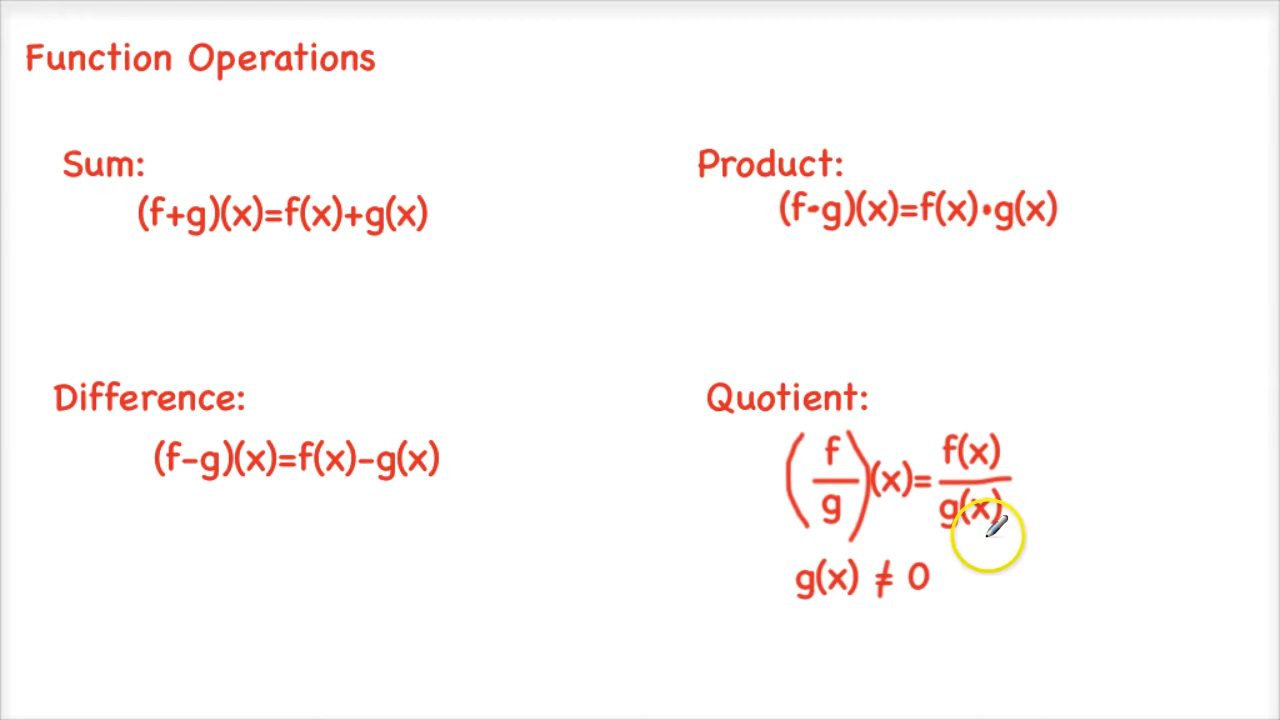 Function Operations
Sum:
(f+g)(x)=f(x)+g(x)
Product:
(f•g)(x)=f(x)•g(x)
Difference:
(f-g)(x)=f(x)-g(x)
Quotient:
(f/g)(x)=f(x)/g(x)
g(x) ≠ 0